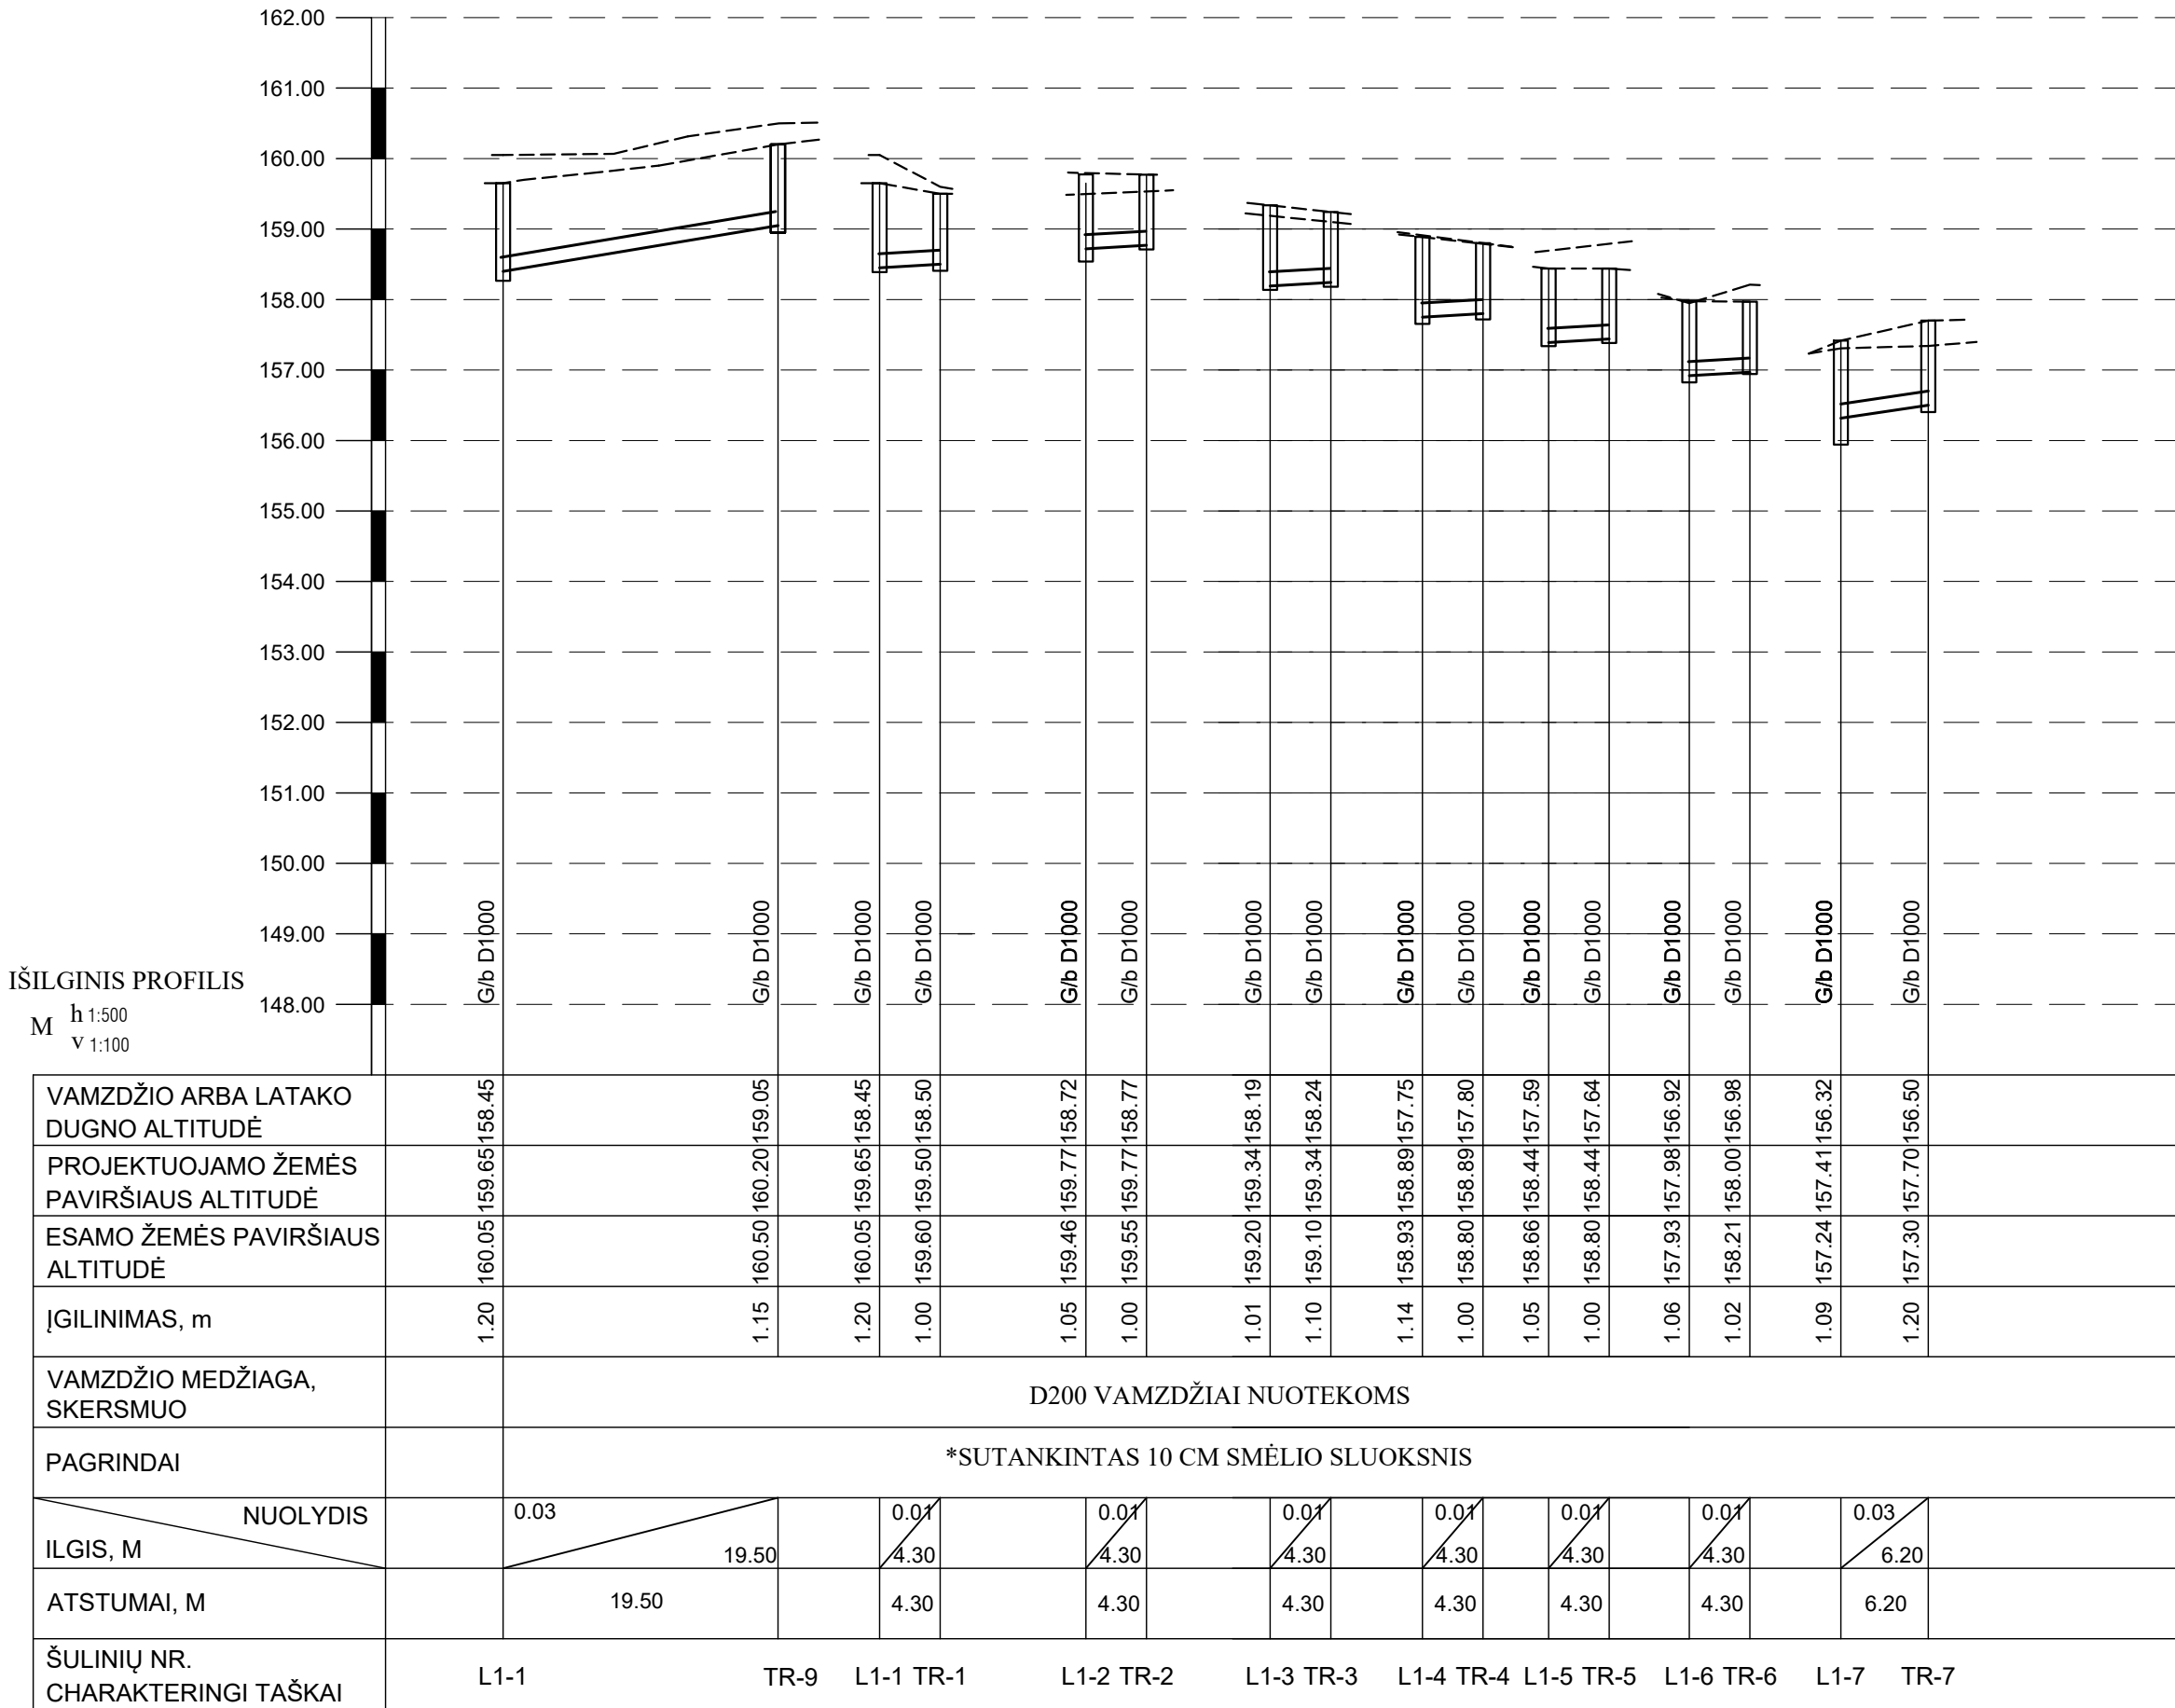 162.00
161.00
160.00
159.00
158.00
157.00
156.00
155.00
154.00
153.00
152.00
151.00
150.00
149.00
148.00
IŠILGINIS PROFILIS
M h 1:500
v 1:100
G/b D1000 G/b D1000 G/b D1000 G/b D1000 G/b D1000 G/b D1000 G/b D1000 G/b D1000 G/b D1000 G/b D1000 G/b D1000 G/b D1000 G/b D1000 G/b D1000 G/b D1000 G/b D1000
VAMZDŽIO ARBA LATAKO
DUGNO ALTITUDĖ
158.45 159.05 158.45 158.50 158.72 158.77 158.19 158.24 157.75 157.80 157.59 157.64 156.92 156.98 156.32 156.50
PROJEKTUOJAMO ŽEMĖS
PAVIRŠIAUS ALTITUDĖ
159.65 160.20 159.65 159.50 159.77 159.77 159.34 159.34 158.89 158.89 158.44 158.44 157.98 158.00 157.41 157.70
ESAMO ŽEMĖS PAVIRŠIAUS
ALTITUDĖ
160.05 160.50 160.05 159.60 159.46 159.55 159.20 159.10 158.93 158.80 158.66 158.80 157.93 158.21 157.24 157.30
ĮGILINIMAS, m
1.20 1.15 1.20 1.00 1.05 1.00 1.01 1.10 1.14 1.00 1.05 1.00 1.06 1.02 1.09 1.20
VAMZDŽIO MEDŽIAGA,
SKERSMUO
D200 VAMZDŽIAI NUOTEKOMS
PAGRINDAI
*SUTANKINTAS 10 CM SMĖLIO SLUOKSNIS
NUOLYDIS
0.03 0.01 0.01 0.01 0.01 0.01 0.01 0.03
ILGIS, M
19.50 4.30 4.30 4.30 4.30 4.30 4.30 6.20
ATSTUMAI, M
19.50 4.30 4.30 4.30 4.30 4.30 4.30 6.20
ŠULINIŲ NR.
CHARAKTERINGI TAŠKAI
L1-1 TR-9 L1-1 TR-1 L1-2 TR-2 L1-3 TR-3 L1-4 TR-4 L1-5 TR-5 L1-6 TR-6 L1-7 TR-7